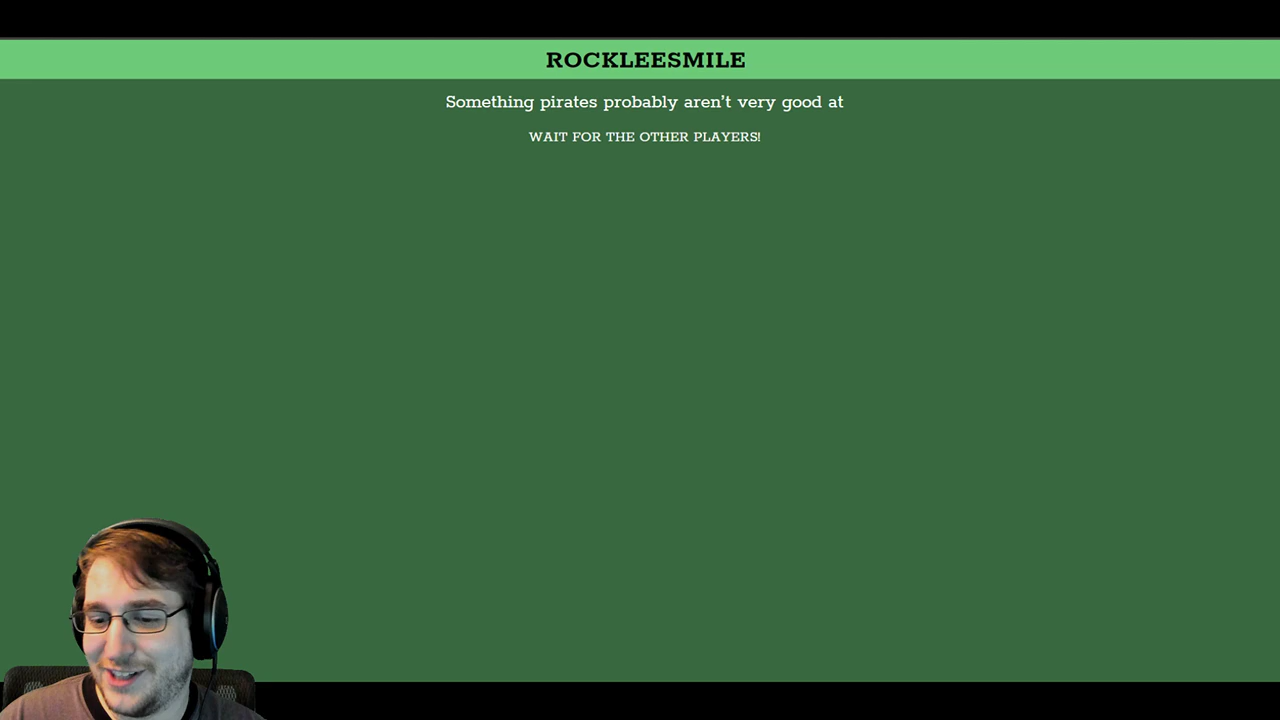 ROCKLEESMILE
Something pirates probably aren't very good at
WAIT FOR THE OTHER PLAYERS!